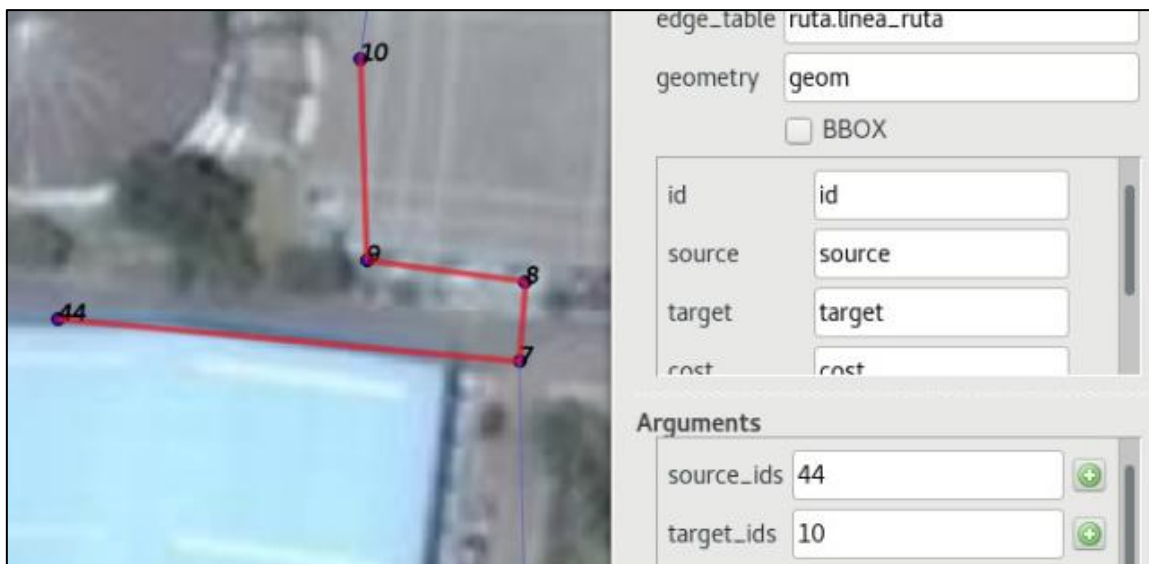 10
9
8
44
7
edge_table ruta.linea_ruta
geometry geom
BBOX
id id
source source
target target
cost cost
Arguments
source_ids 44
target_ids 10